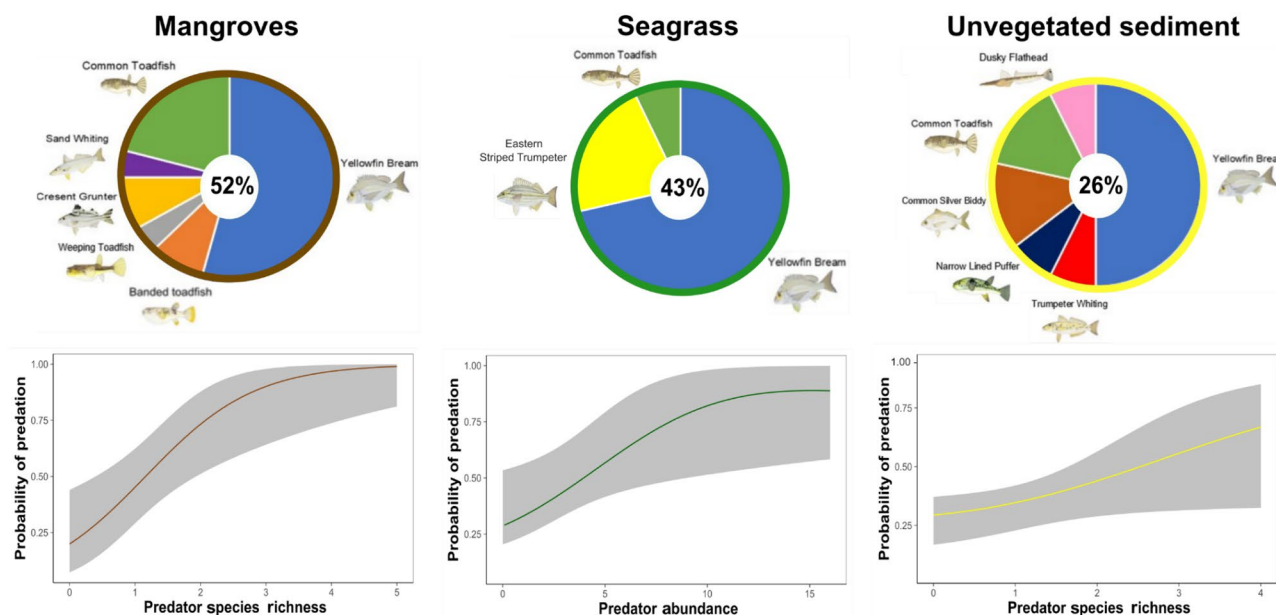 Mangroves
Common Toadfish
Sand Whiting
Cresent Grunter
Weeping Toadfish
Banded toadfish
Yellowfin Bream
52%
Seagrass
Common Toadfish
Eastern
Striped Trumpeter
43%
Yellowfin Bream
Unvegetated sediment
Dusky Flathead
Common Toadfish
Common Silver Biddy
Narrow Lined Puffer
Trumpeter Whiting
Yellowfin Brea
26%
Probability of predation
1.00
0.75
0.50
0.25
0
1
2
3
4
5
Predator species richness
Probability of predation
1.00
0.75
0.50
0.25
0
5
10
15
Predator abundance
Probability of predation
1.00
0.75
0.50
0.25
0
1
2
3
4
Predator species richness